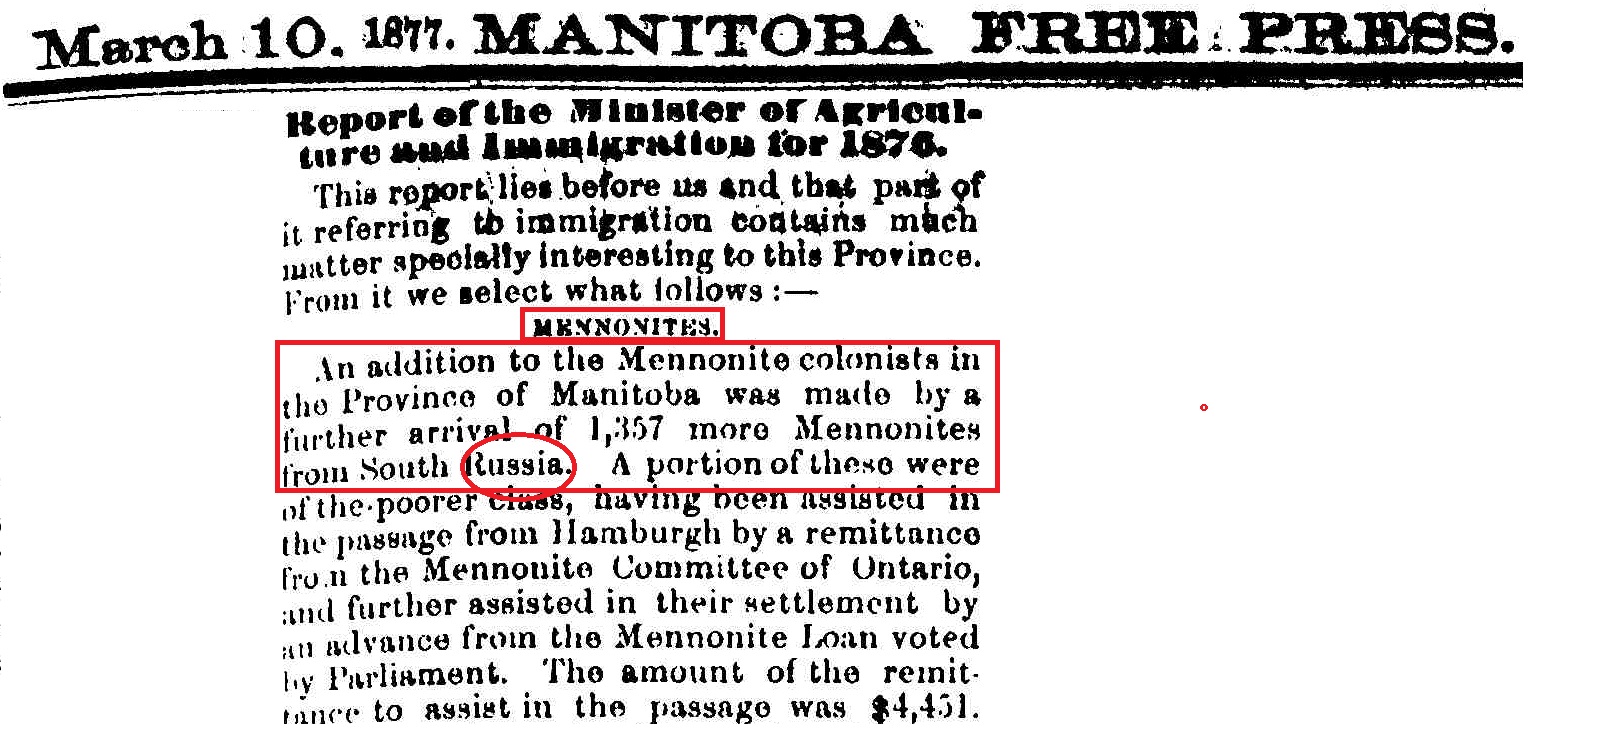 March 10. 1877. MANITOBA FREE PRESS.
Report of the Minister of Agricul-
ture and Immigration for 1876.
This report lies before us and that part of
it referring to immigration contains much
matter specially interesting to this Province.
From it we select what follows :—
MENNONITES.
An addition to the Mennonite colonists in
the Province of Manitoba was made by a
further arrival of 1,357 more Mennonites
from South Russia. A portion of these were
of the poorer class, having been assisted in
the passage from Hamburgh by a remittance
from the Mennonite Committee of Ontario,
and further assisted in their settlement by
an advance from the Mennonite Loan voted
by Parliament. The amount of the remit-
tance to assist in the passage was $4,451.